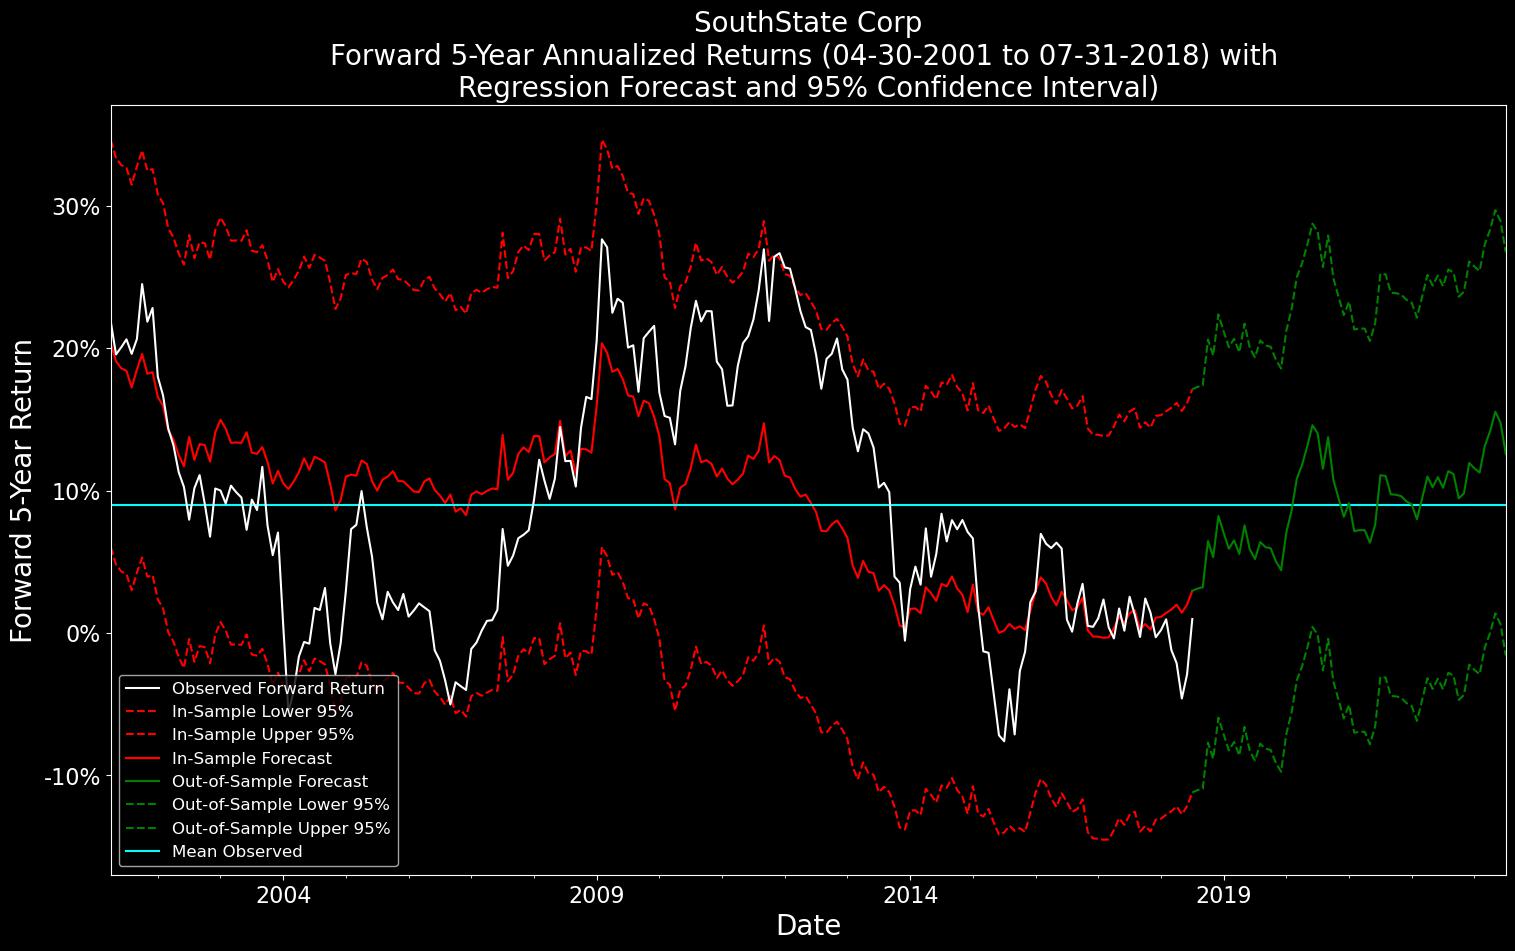 SouthState Corp
Forward 5-Year Annualized Returns (04-30-2001 to 07-31-2018) with
Regression Forecast and 95% Confidence Interval)
Forward 5-Year Return
30%
20%
10%
0%
-10%
Observed Forward Return
In-Sample Lower 95%
In-Sample Upper 95%
In-Sample Forecast
Out-of-Sample Forecast
Out-of-Sample Lower 95%
Out-of-Sample Upper 95%
Mean Observed
2004
2009
2014
2019
Date